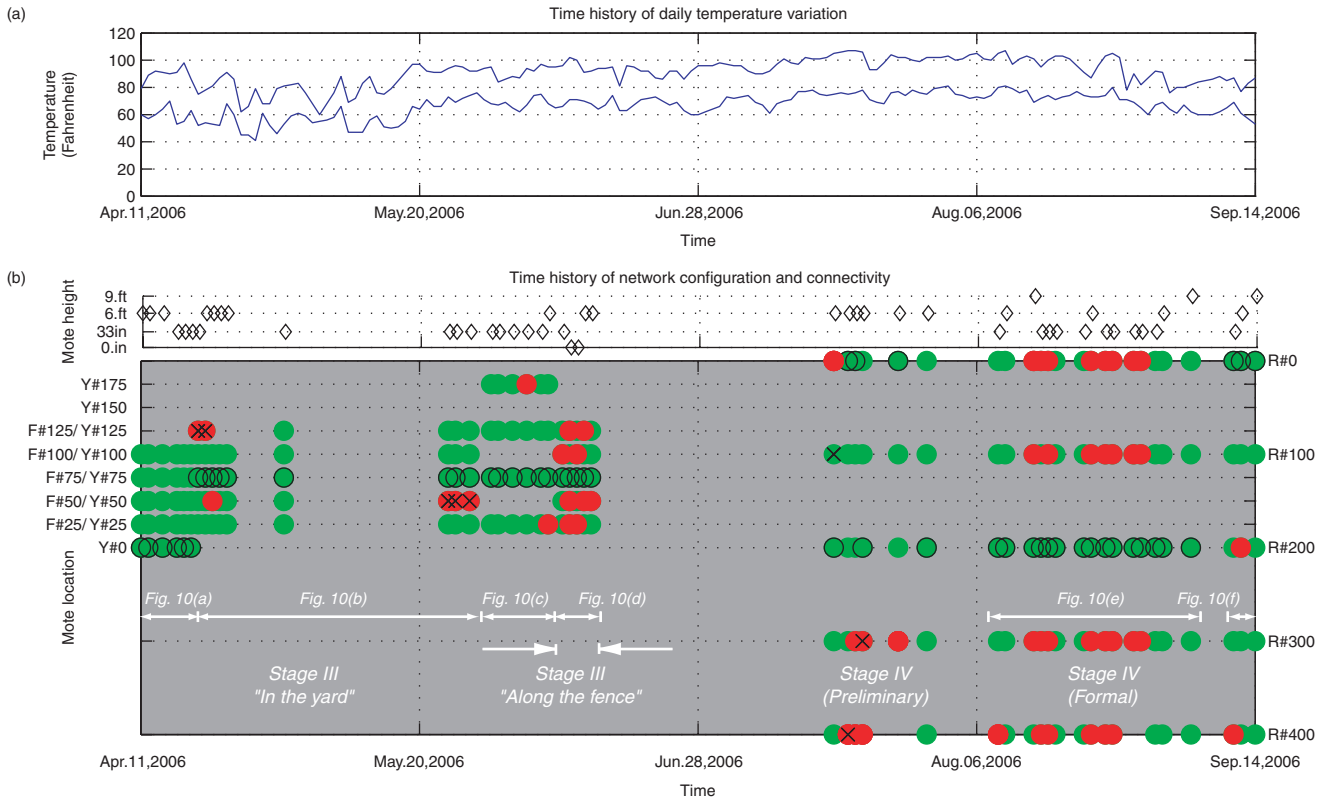 (a)
Time history of daily temperature variation
Temperature
(Fahrenheit)
120
100
80
60
40
20
0
Apr.11,2006
May.20,2006
Jun.28,2006
Aug.06,2006
Sep.14,2006
Time
(b)
Time history of network configuration and connectivity
Mote height
9.ft
6.ft
33in
0.in
Mote location
Y#175
Y#150
F#125/ Y#125
F#100/ Y#100
F#75/ Y#75
F#50/ Y#50
F#25/ Y#25
Y#0
R#0
R#100
R#200
R#300
R#400
Fig. 10(a)
Fig. 10(b)
Fig. 10(c)
Fig. 10(d)
Fig. 10(e)
Fig. 10(f)
Stage III
"In the yard"
Stage III
"Along the fence"
Stage IV
(Preliminary)
Stage IV
(Formal)
Apr.11,2006
May.20,2006
Jun.28,2006
Aug.06,2006
Sep.14,2006
Time